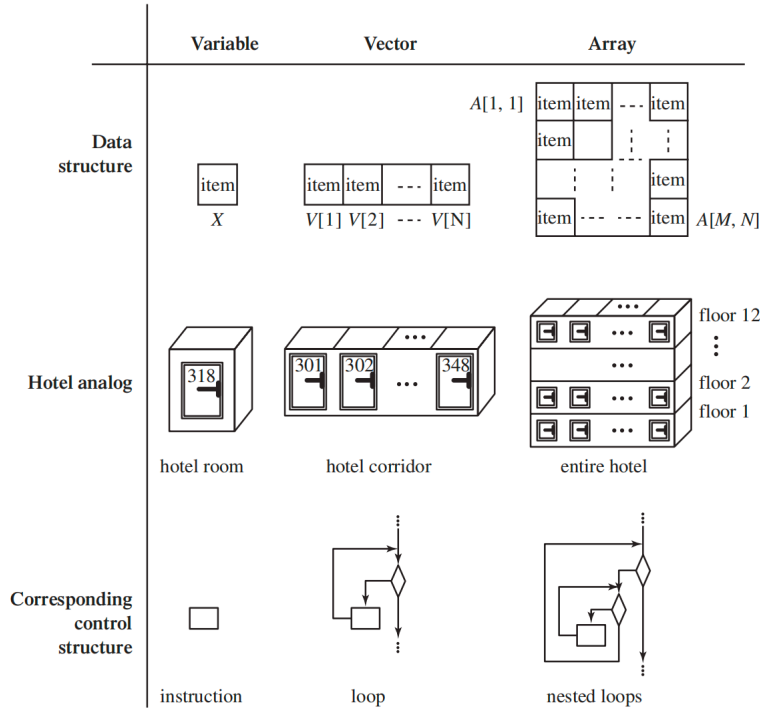 Variable Vector Array
Data
structure
A[1, 1] item item --- item
item
item
item item --- item
item
X V[1] V[2] --- V[N]
item --- --- item A[M, N]
Hotel analog
318
301 302 ... 348
...
...
...
...
...
floor 12
floor 2
floor 1
hotel room hotel corridor entire hotel
Corresponding
control
structure
instruction loop nested loops